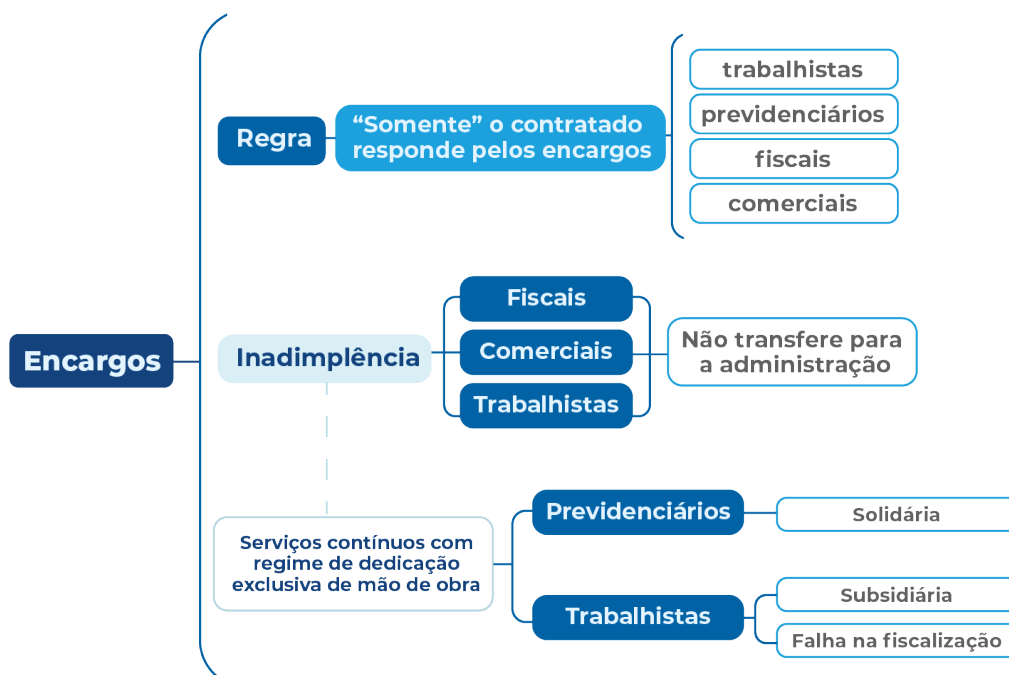 Encargos
Regra
“Somente” o contratado
responde pelos encargos
trabalhistas
previdenciários
fiscais
comerciais
Inadimplência
Fiscais
Comerciais
Trabalhistas
Não transfere para
a administração
Serviços contínuos com
regime de dedicação
exclusiva de mão de obra
Previdenciários
Solidária
Trabalhistas
Subsidiária
Falha na fiscalização